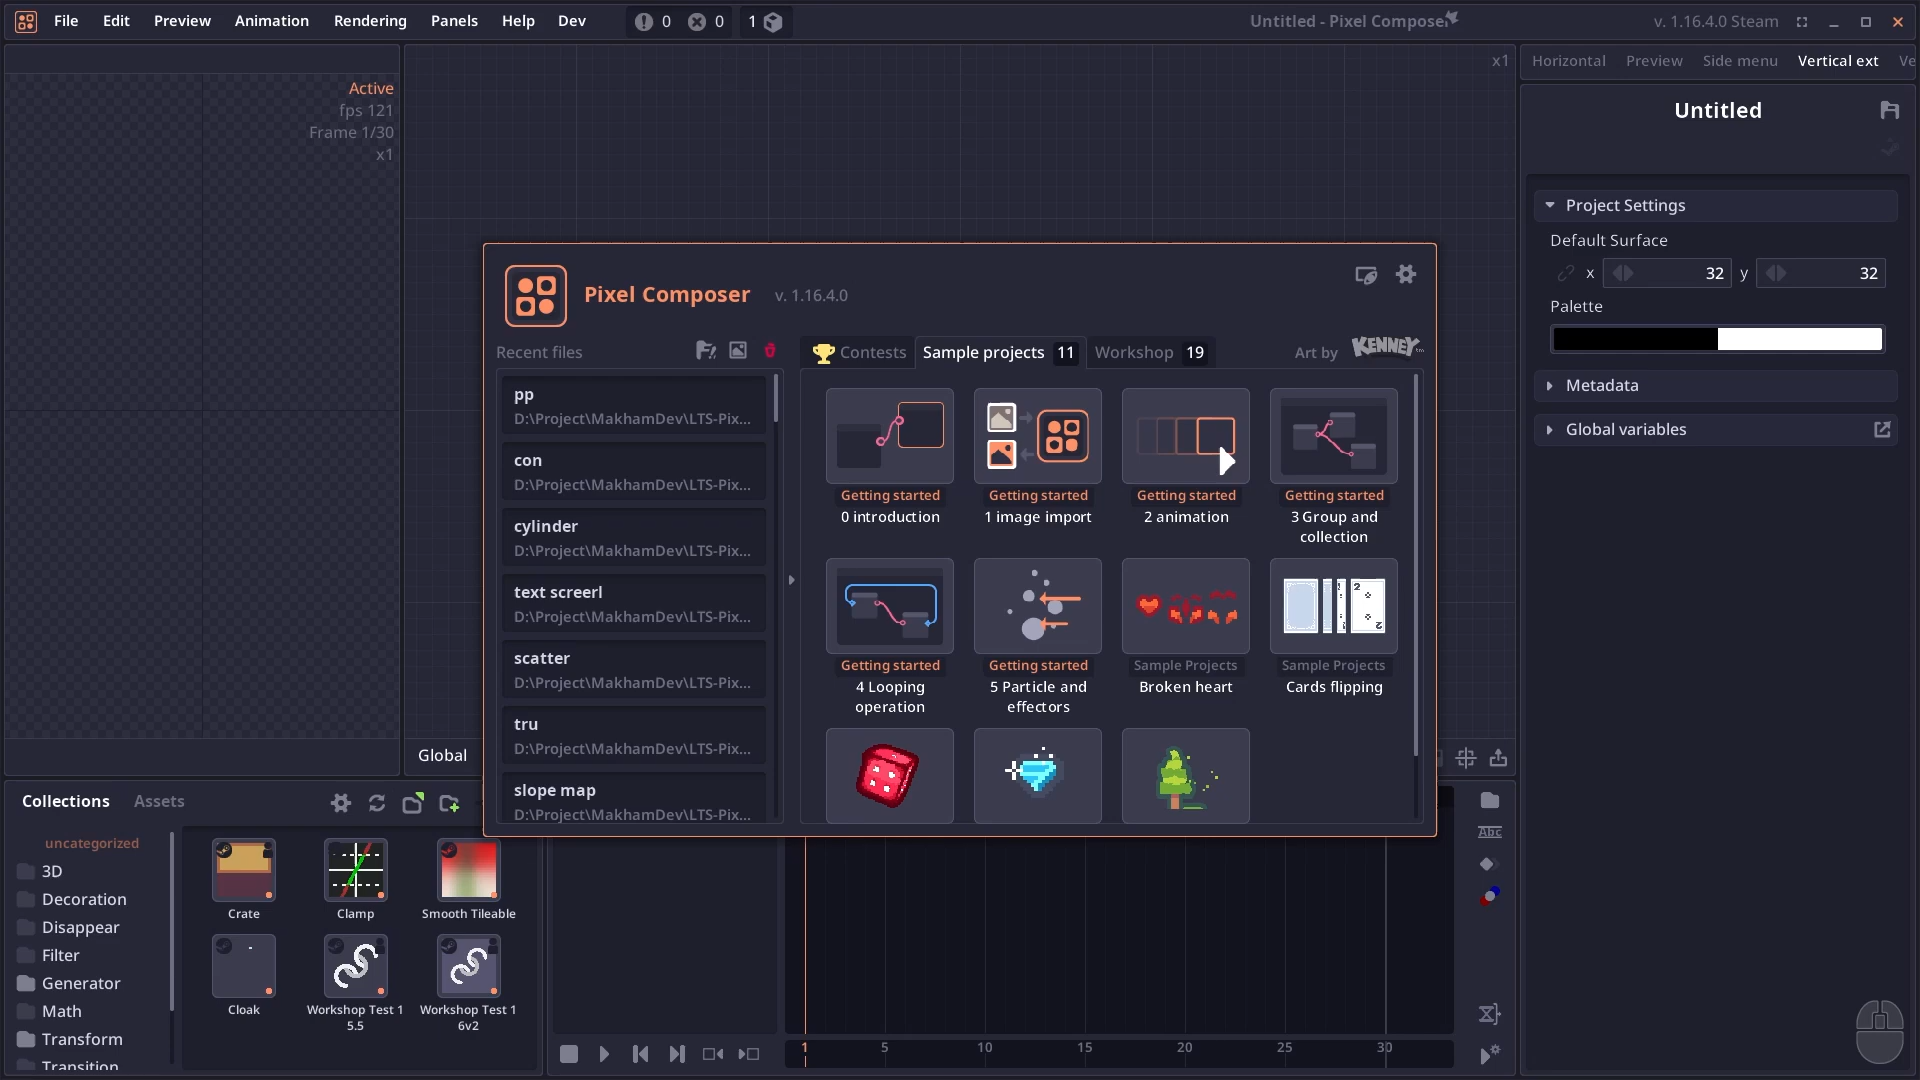 File Edit Preview Animation Rendering Panels Help Dev 0 0 1 Untitled - Pixel Composer v. 1.16.4.0 Steam
Active
fps 121
Frame 1/30
x1
x1
Horizontal Preview Side menu Vertical ext Ve
Untitled
Project Settings
Default Surface
x 32 y 32
Palette
Metadata
Global variables
Pixel Composer v. 1.16.4.0
Recent files
pp
D:\Project\MakhamDev\LTS-Pix...
con
D:\Project\MakhamDev\LTS-Pix...
cylinder
D:\Project\MakhamDev\LTS-Pix...
text screerl
D:\Project\MakhamDev\LTS-Pix...
scatter
D:\Project\MakhamDev\LTS-Pix...
tru
D:\Project\MakhamDev\LTS-Pix...
slope map
D:\Project\MakhamDev\LTS-Pix...
Contests Sample projects 11 Workshop 19 Art by KENNEY
Getting started Getting started Getting started Getting started
0 introduction 1 image import 2 animation 3 Group and
collection
Getting started Getting started Sample Projects Sample Projects
4 Looping 5 Particle and Broken heart Cards flipping
operation effectors
Global
Collections Assets
uncategorized
3D
Decoration
Disappear
Filter
Generator
Math
Transform
Transition
Crate Clamp Smooth Tileable
Cloak Workshop Test 1 Workshop Test 1
5.5 6v2
Abc
1 5 10 15 20 25 30